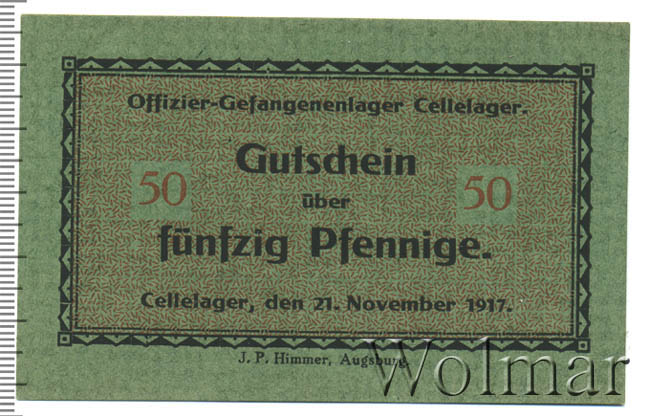 Offizier-Gefangenenlager Cellelager.
Gutschein
50 über 50
fünfzig Pfennige.
Cellelager, den 21. November 1917.
J. P. Himmer, Augsburg.
Wolmar